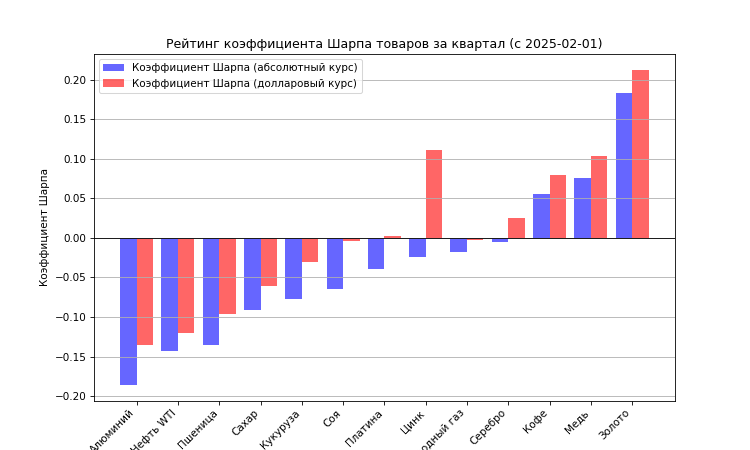 Рейтинг коэффициента Шарпа товаров за квартал (с 2025-02-01)
Коэффициент Шарпа (абсолютный курс)
Коэффициент Шарпа (долларовый курс)
Коэффициент Шарпа
0.20
0.15
0.10
0.05
0.00
−0.05
−0.10
−0.15
−0.20
Алюминий
Нефть WTI
Пшеница
Сахар
Кукуруза
Соя
Платина
Цинк
газ
Серебро
Кофе
Медь
Золото